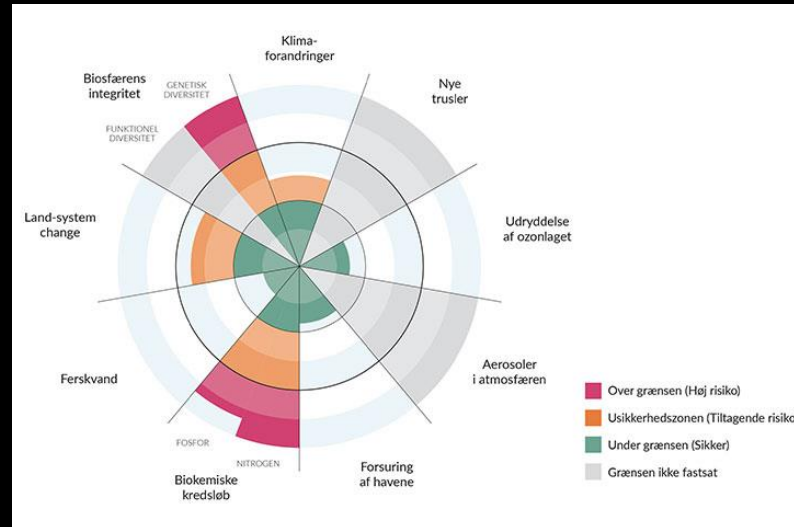 Klima-
forandringer
Nye
trusler
Biosfærens
integritet
GENETISK
DIVERSITET
FUNKTIONEL
DIVERSITET
Land-system
change
Udryddelse
af ozonlaget
Ferskvand
Aerosoler
i atmosfæren
FOSFOR
NITROGEN
Biokemiske
kredsløb
Forsuring
af havene
Over grænsen (Høj risiko)
Usikkerhedszonen (Tiltagende risiko
Under grænsen (Sikker)
Grænsen ikke fastsat